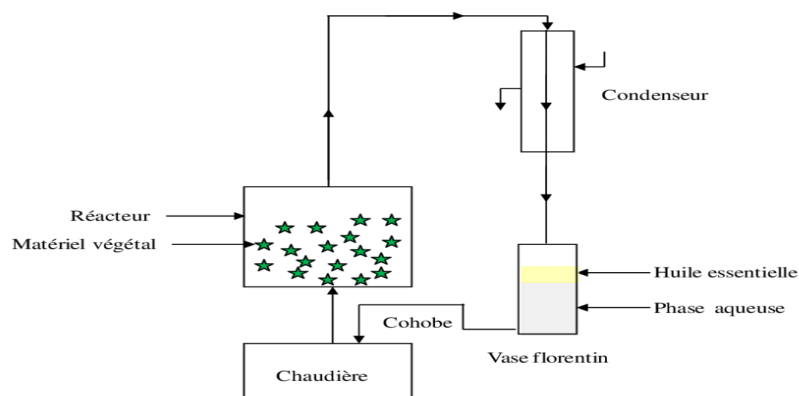 Condenseur
Réacteur
Matériel végétal
Huile essentielle
Phase aqueuse
Cohobe
Vase florentin
Chaudière